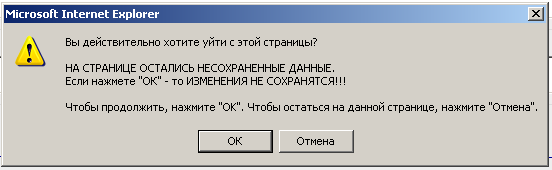 Microsoft Internet Explorer
Вы действительно хотите уйти с этой страницы?
НА СТРАНИЦЕ ОСТАЛИСЬ НЕСОХРАНЕННЫЕ ДАННЫЕ.
Если нажмете "ОК" - то ИЗМЕНЕНИЯ НЕ СОХРАНЯТСЯ!!!
Чтобы продолжить, нажмите "ОК". Чтобы остаться на данной странице, нажмите "Отмена".
ОК
Отмена